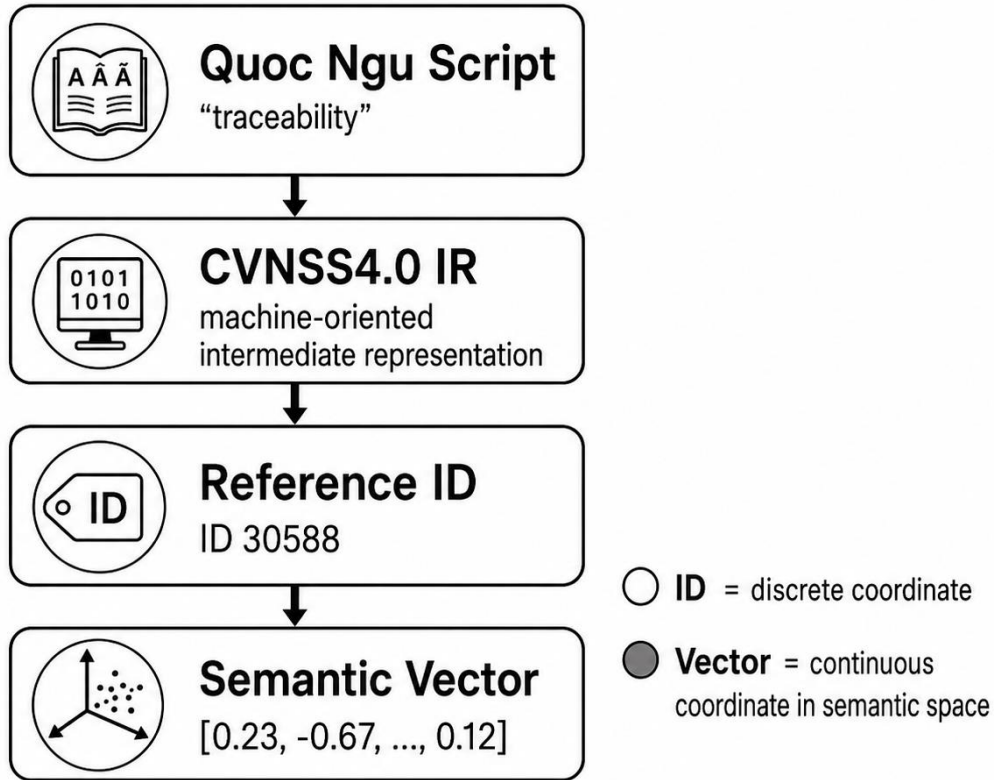 A Â Ã
Quoc Ngu Script
“traceability”
0101
1010
CVNSS4.0 IR
machine-oriented
intermediate representation
ID
Reference ID
ID 30588
Semantic Vector
[0.23, -0.67, ..., 0.12]
ID = discrete coordinate
Vector = continuous
coordinate in semantic space